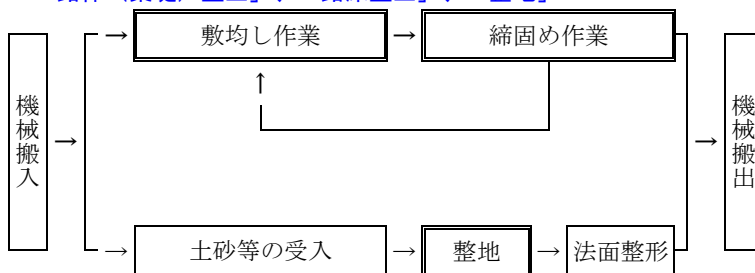 機械搬入
→
→
敷均し作業
→
締固め作業
↑
→
土砂等の受入
→
整地
→
法面整形
→
機械搬出